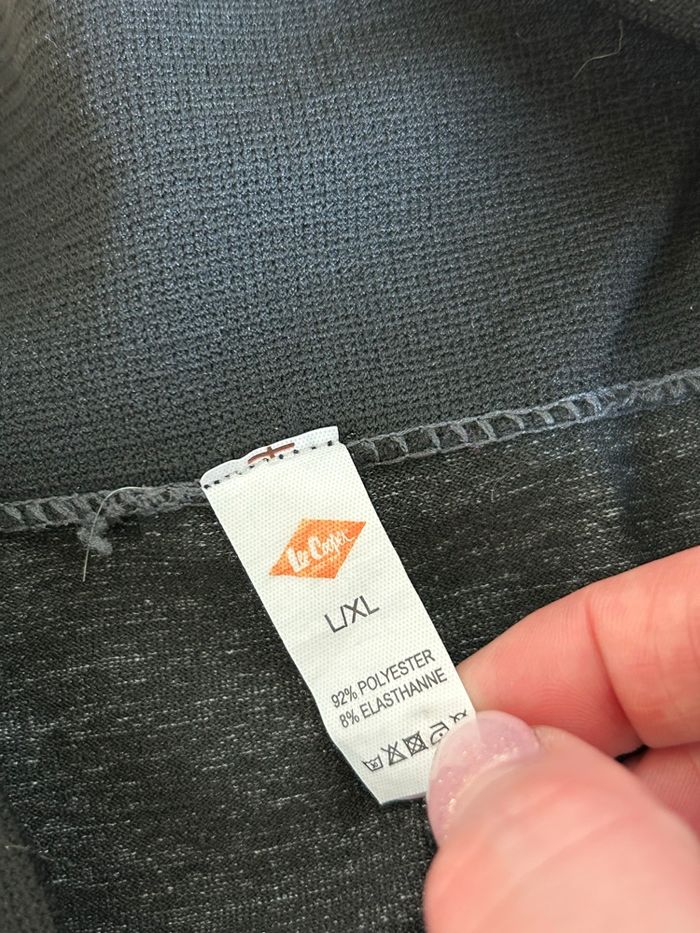 Lee Cooper
L/XL
92% POLYESTER
8% ELASTHANNE